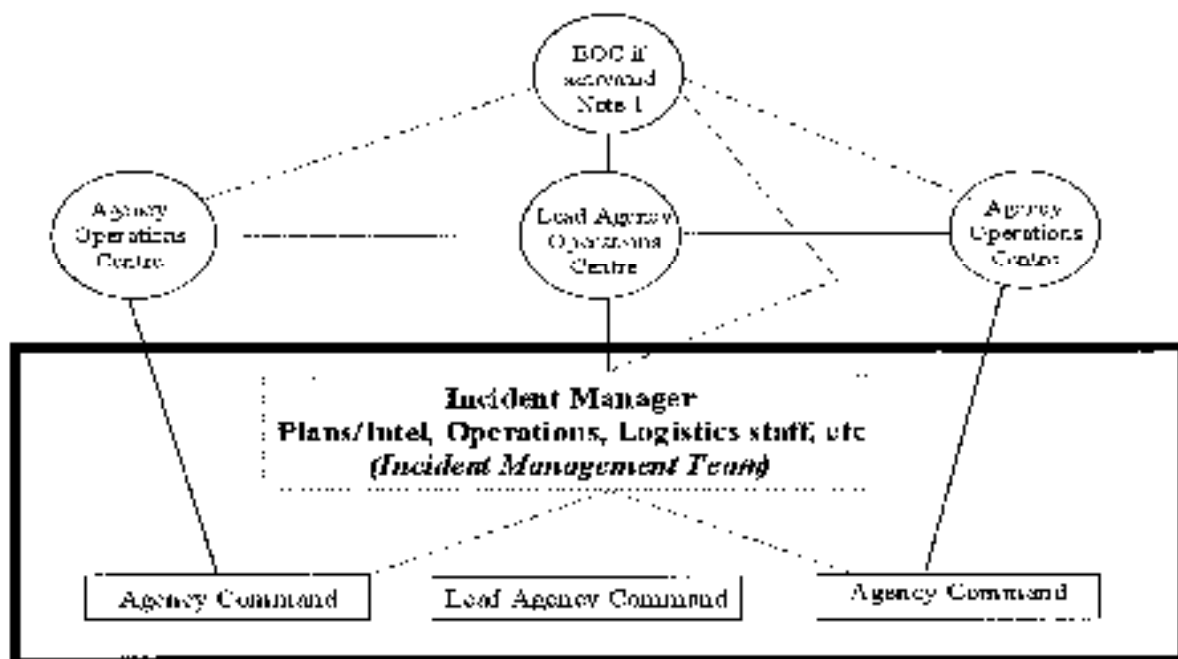 EOC if
activated
Note 1
Agency
Operations
Centre
Lead Agency
Operations
Centre
Agency
Operations
Centre
Incident Manager
Plans/Intel, Operations, Logistics staff, etc
(Incident Management Team)
Agency Command
Lead Agency Command
Agency Command